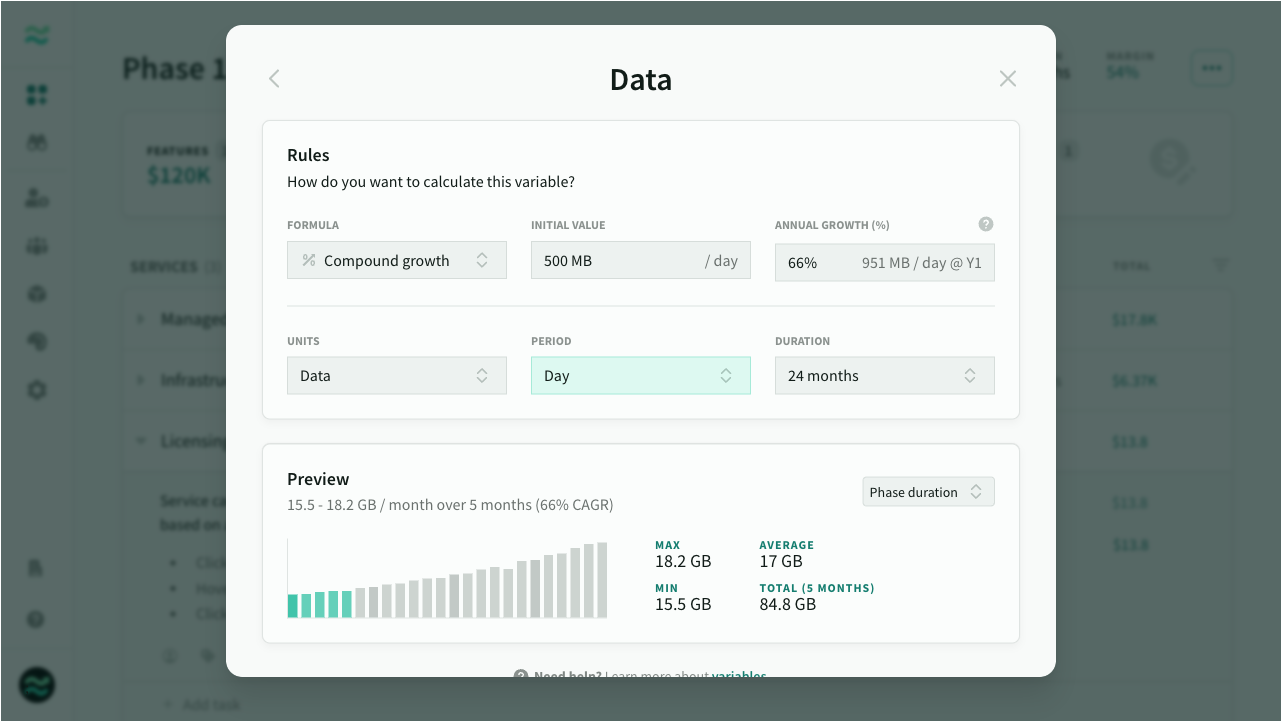 Phase 1
MARGIN
54%
Data
FEATURES
$120K
1
Rules
How do you want to calculate this variable?
FORMULA
INITIAL VALUE
ANNUAL GROWTH (%)
Compound growth
500 MB
/ day
66%
951 MB / day @ Y1
SERVICES (3)
TOTAL
UNITS
PERIOD
DURATION
Data
Day
24 months
Managed
$17.8K
Infrastru
$6.37K
Licensing
$13.8
Preview
15.5 - 18.2 GB / month over 5 months (66% CAGR)
Phase duration
MAX
18.2 GB
AVERAGE
17 GB
MIN
15.5 GB
TOTAL (5 MONTHS)
84.8 GB
Service ca
based on
$13.8
$13.8
Click
Hove
Click
Need help? Learn more about variables
Add task